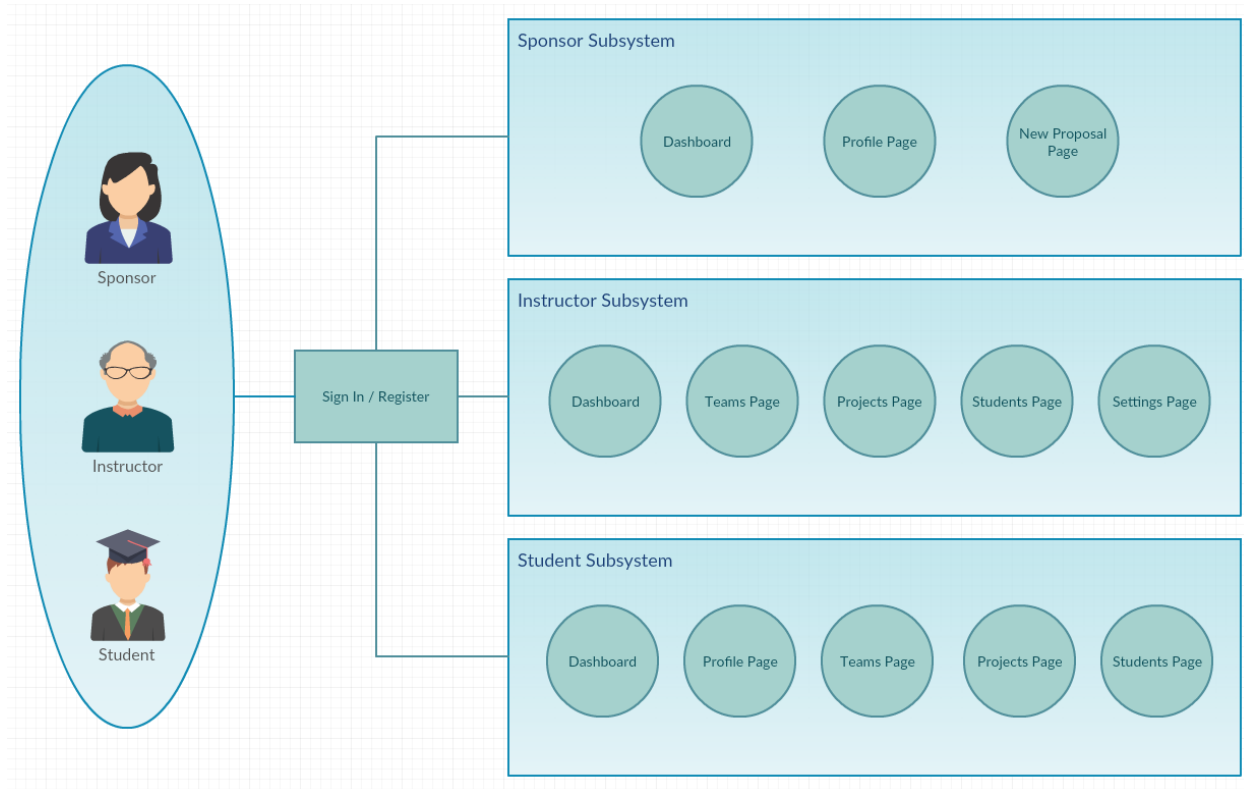 Sponsor
Instructor
Student
Sign In / Register
Sponsor Subsystem
Dashboard
Profile Page
New Proposal
Page
Instructor Subsystem
Dashboard
Teams Page
Projects Page
Students Page
Settings Page
Student Subsystem
Dashboard
Profile Page
Teams Page
Projects Page
Students Page